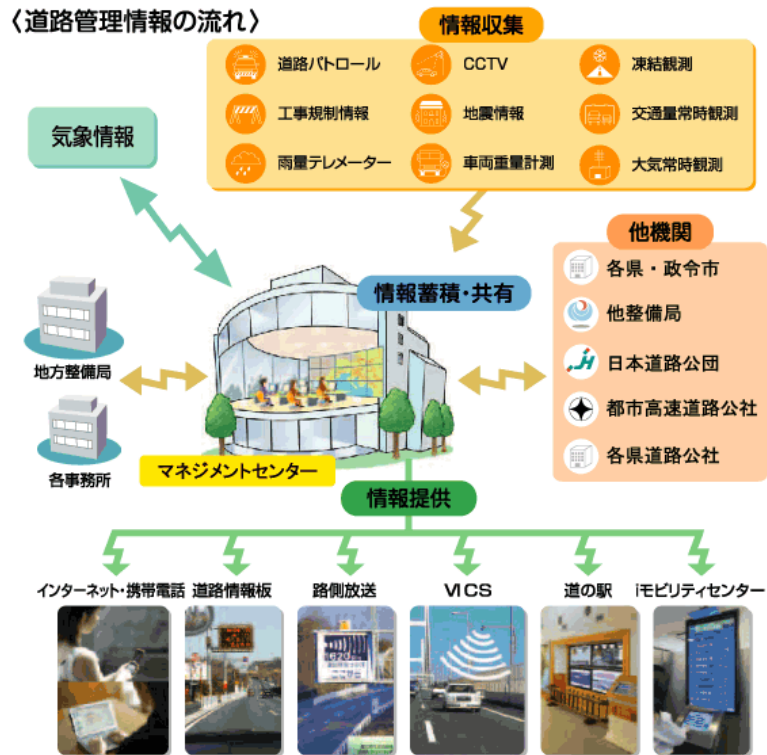 〈道路管理情報の流れ〉
情報収集
道路パトロール
CCTV
凍結観測
工事規制情報
地震情報
交通量常時観測
雨量テレメーター
車両重量計測
大気常時観測
気象情報
他機関
各県・政令市
他整備局
日本道路公団
都市高速道路公社
各県道路公社
情報蓄積・共有
地方整備局
各事務所
マネジメントセンター
情報提供
インターネット・携帯電話
道路情報板
路側放送
VICS
道の駅
iモビリティセンター